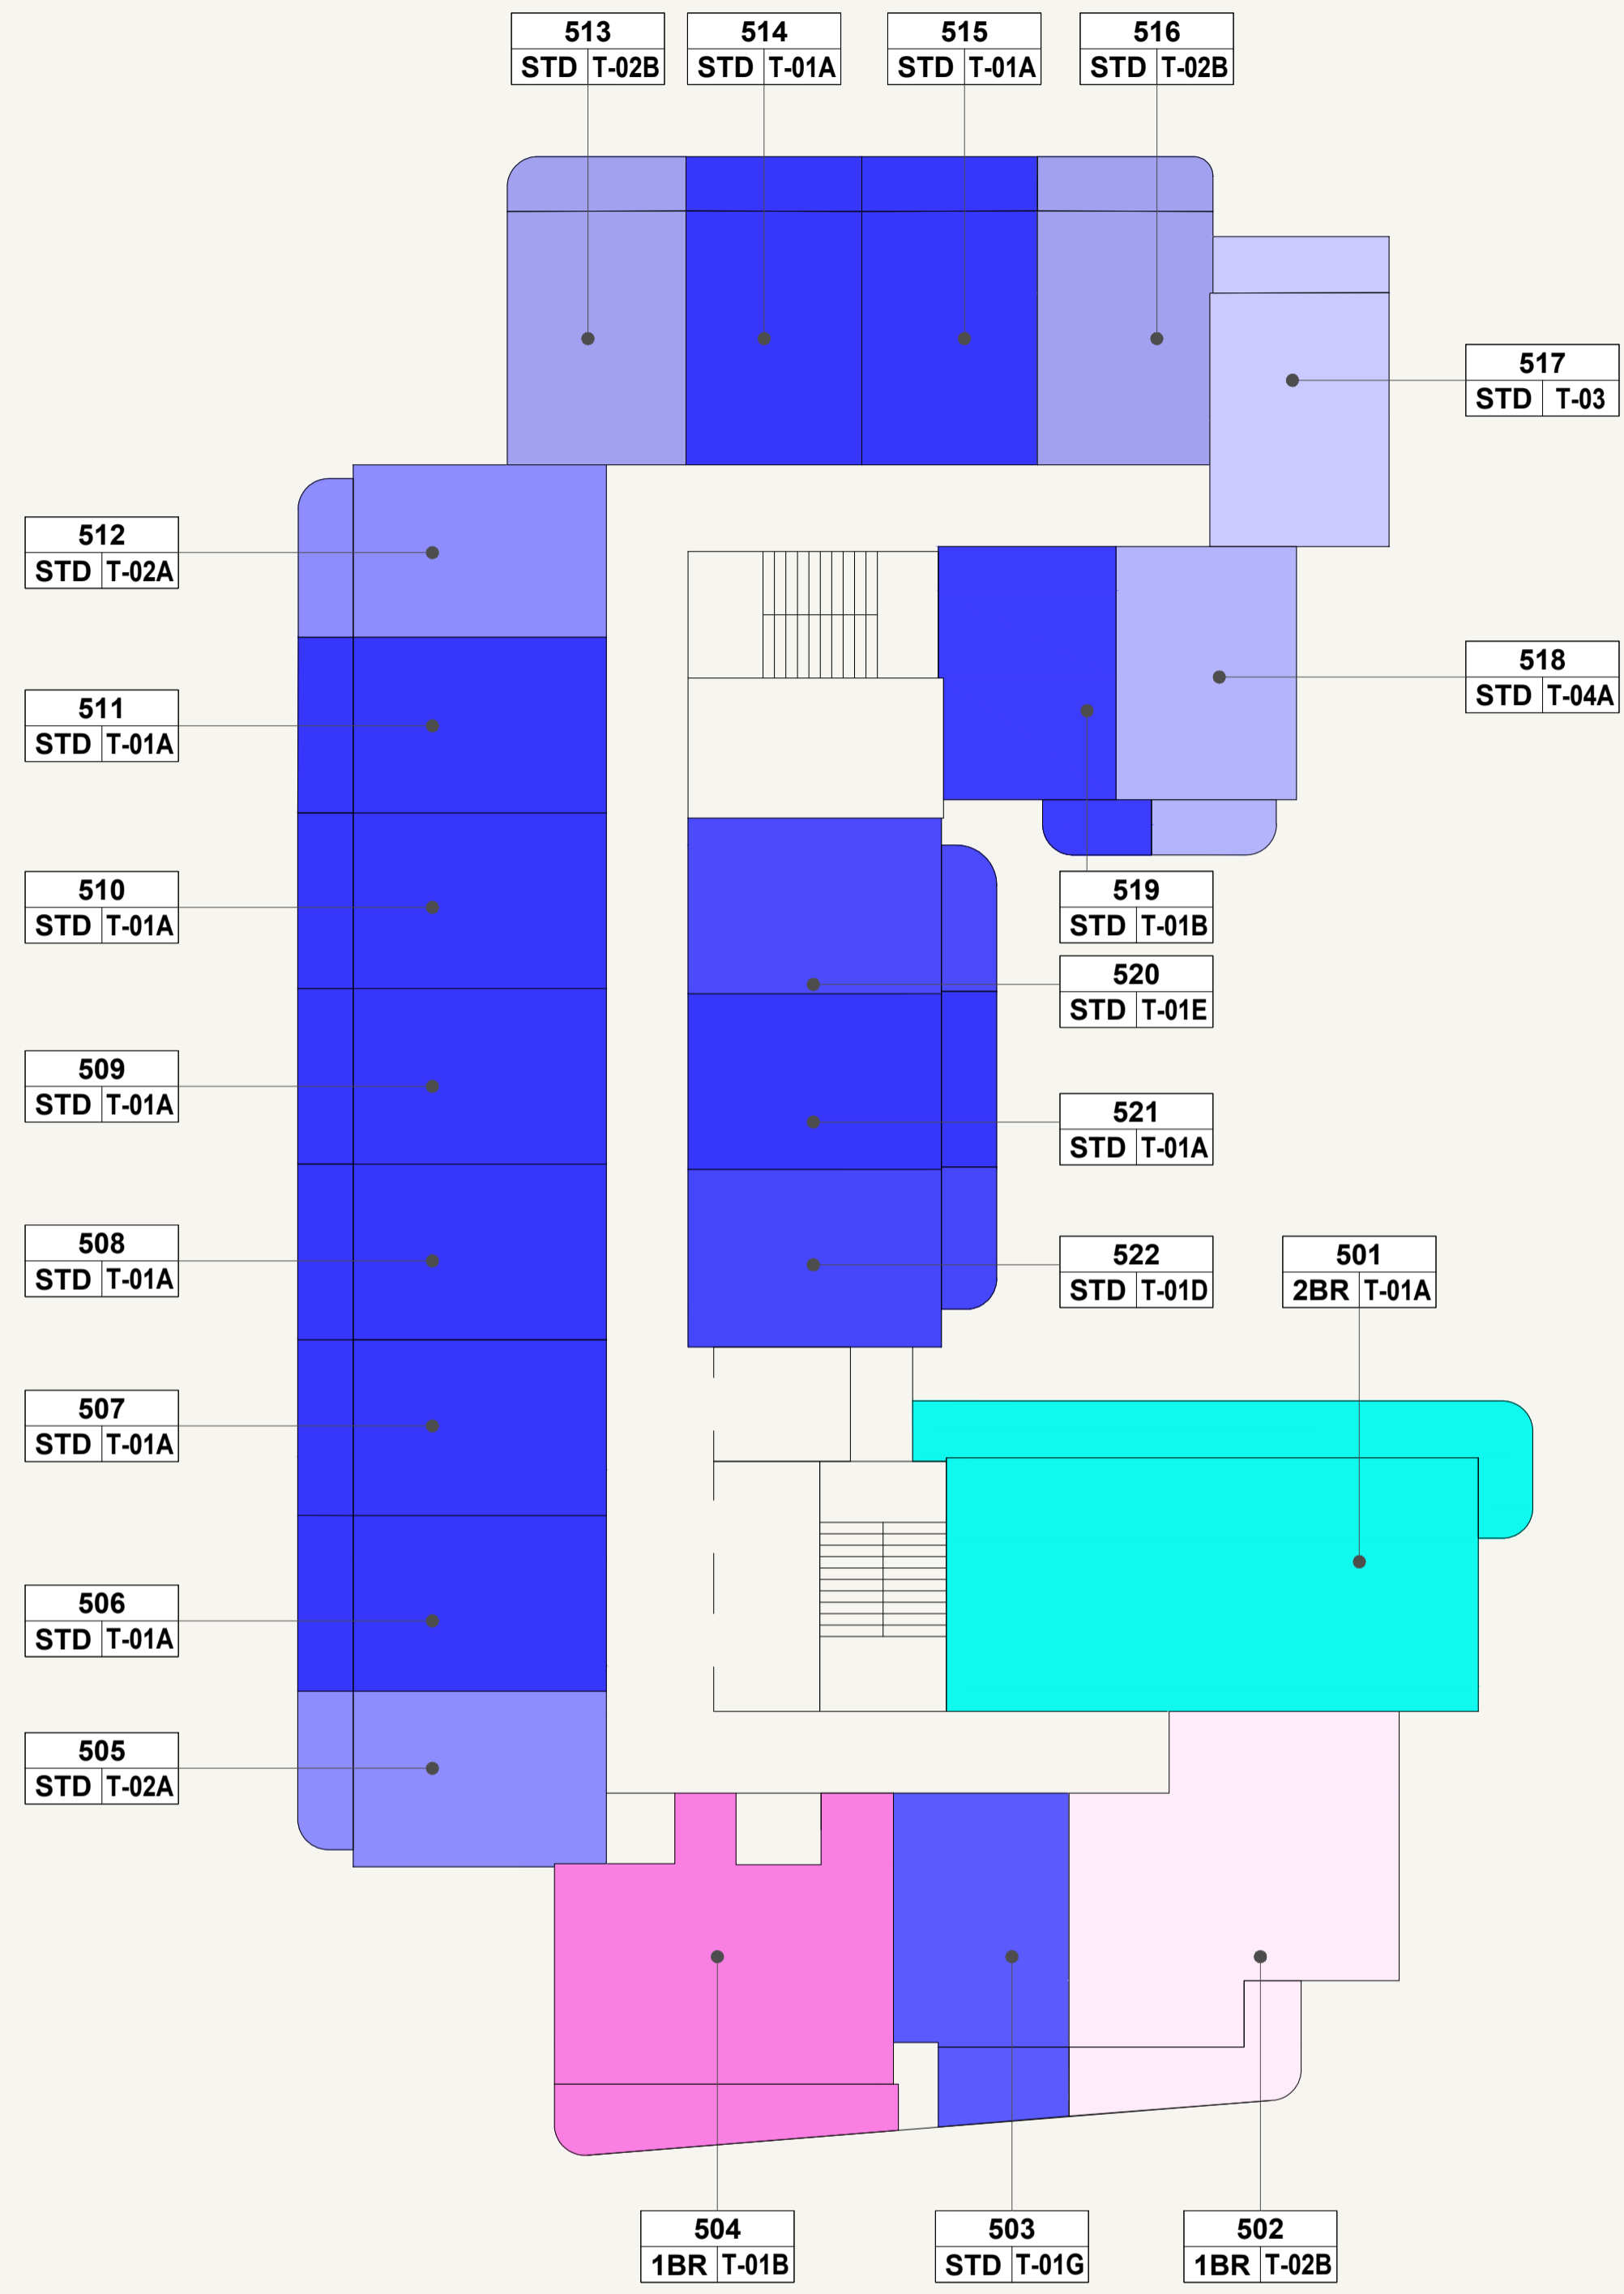 513
STD T-02B
514
STD T-01A
515
STD T-01A
516
STD T-02B
517
STD T-03
512
STD T-02A
518
STD T-04A
511
STD T-01A
510
STD T-01A
519
STD T-01B
520
STD T-01E
509
STD T-01A
521
STD T-01A
508
STD T-01A
522
STD T-01D
501
2BR T-01A
507
STD T-01A
506
STD T-01A
505
STD T-02A
504
1BR T-01B
503
STD T-01G
502
1BR T-02B